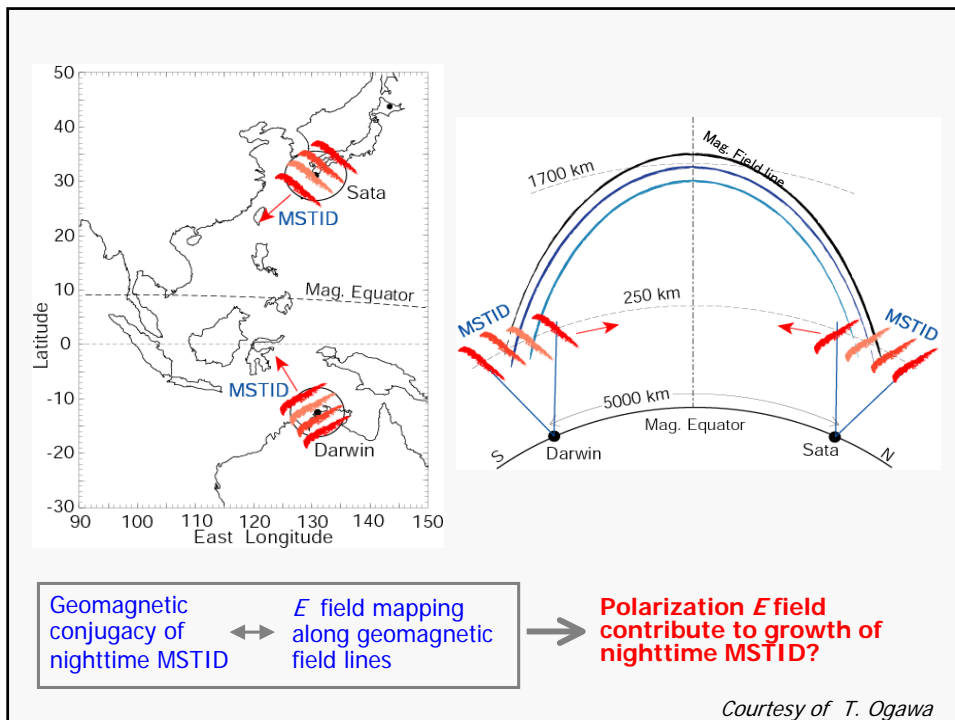 50
40
30
20
10
0
-10
-20
-30
Latitude
90 100 110 120 130 140 150
East Longitude
Sata
MSTID
Mag. Equator
MSTID
Darwin
Mag. Field line
1700 km
250 km
MSTID
MSTID
5000 km
Mag. Equator
S
Darwin
Sata
N
Geomagnetic
conjugacy of
nighttime MSTID
E field mapping
along geomagnetic
field lines
Polarization E field
contribute to growth of
nighttime MSTID?
Courtesy of T. Ogawa